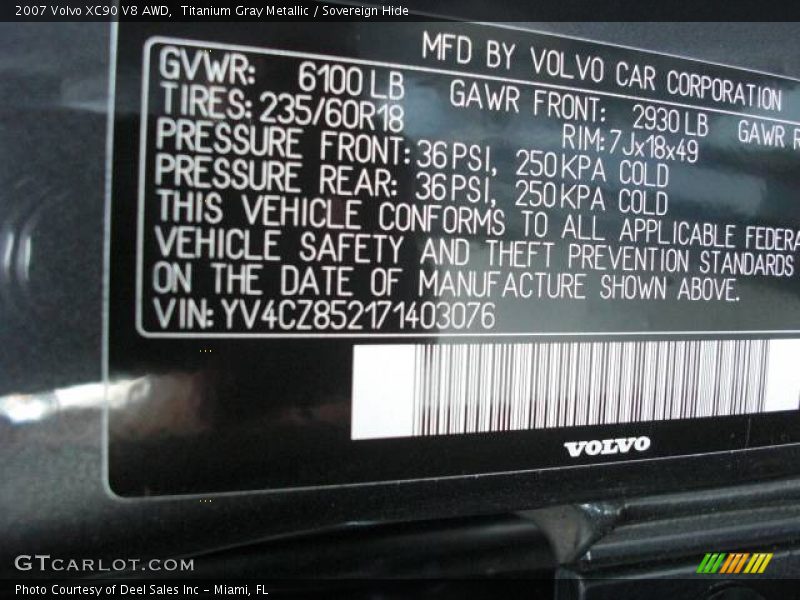 2007 Volvo XC90 V8 AWD,  Titanium Gray Metallic / Sovereign Hide
MFD BY VOLVO CAR CORPORATION
GVWR: 6100 LB GAWR FRONT: 2930 LB GAWR R
TIRES: 235/60R18 RIM: 7Jx18x49
PRESSURE FRONT: 36 PSI, 250 KPA COLD
PRESSURE REAR: 36 PSI, 250 KPA COLD
THIS VEHICLE CONFORMS TO ALL APPLICABLE FEDERA
VEHICLE SAFETY AND THEFT PREVENTION STANDARDS
ON THE DATE OF MANUFACTURE SHOWN ABOVE.
VIN: YV4CZ852171403076
VOLVO
GTCARLOT.COM
Photo Courtesy of Deel Sales Inc - Miami, FL